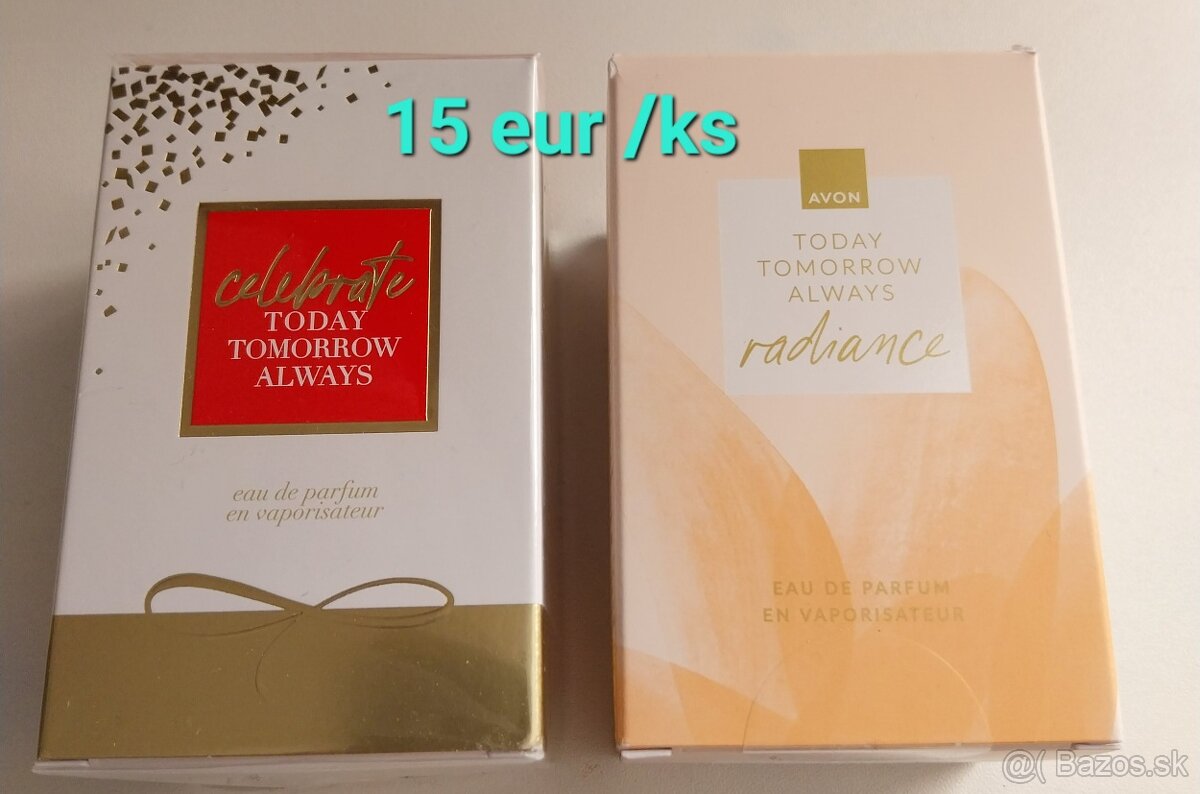 15 eur /ks
celebrate
TODAY
TOMORROW
ALWAYS
eau de parfum
en vaporisateur
AVON
TODAY
TOMORROW
ALWAYS
radiance
EAU DE PARFUM
EN VAPORISATEUR
@( Bazos.sk